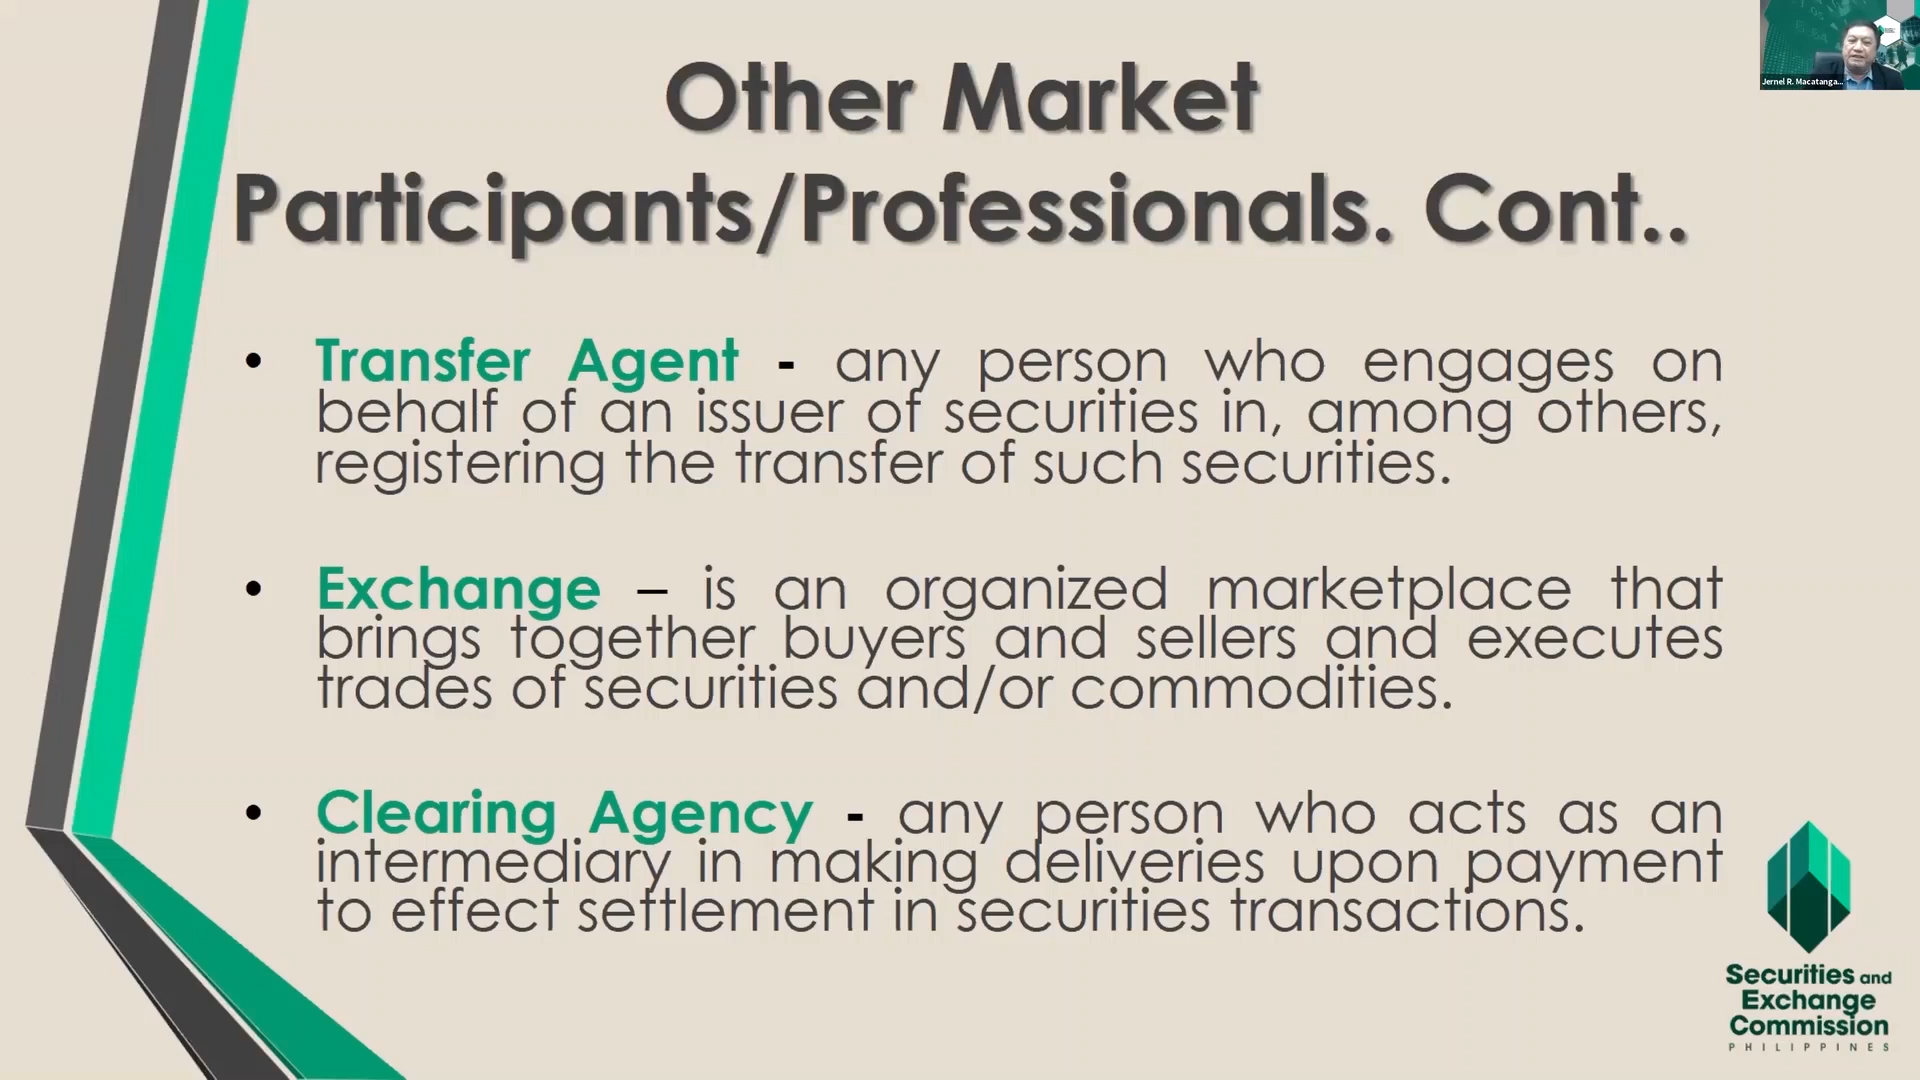 Other Market
Participants/Professionals. Cont..
Jernel R. Macatanga...
• Transfer Agent - any person who engages on
behalf of an issuer of securities in, among others,
registering the transfer of such securities.
• Exchange – is an organized marketplace that
brings together buyers and sellers and executes
trades of securities and/or commodities.
• Clearing Agency - any person who acts as an
intermediary in making deliveries upon payment
to effect settlement in securities transactions.
Securities and
Exchange
Commission
PHILIPPINES